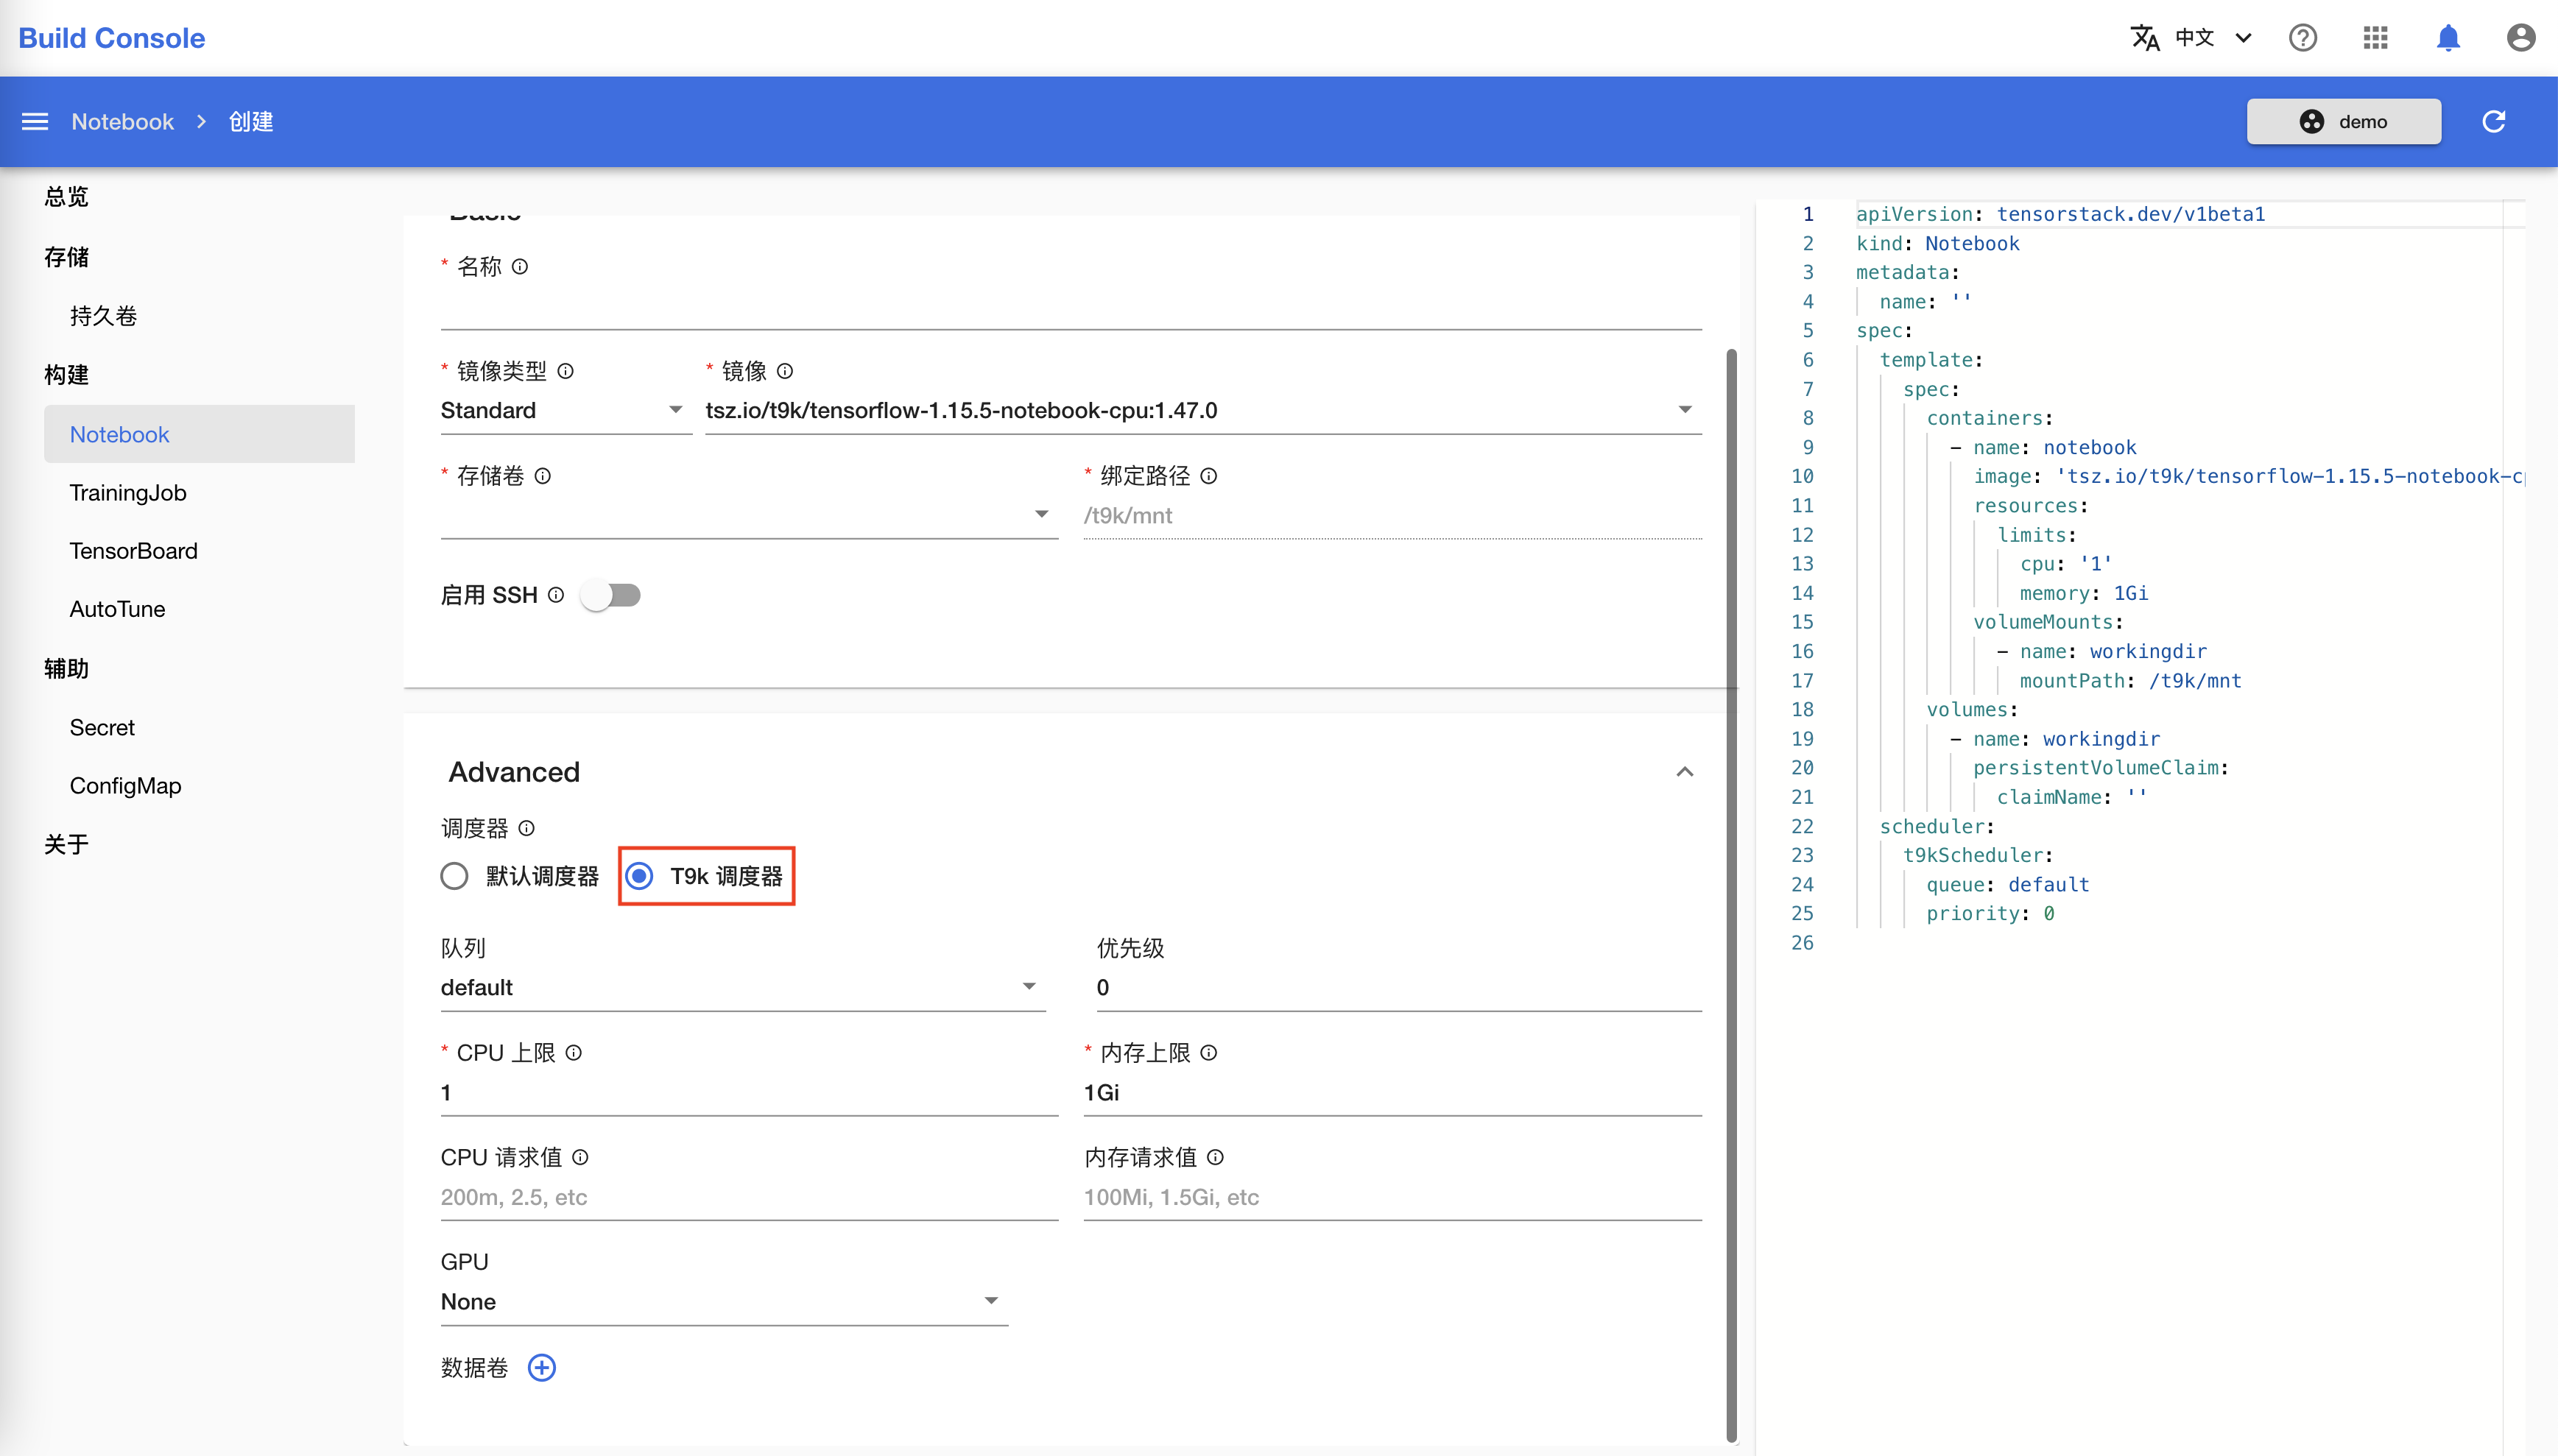 Build Console
中文
Notebook
创建
demo
总览
存储
持久卷
构建
Notebook
TrainingJob
TensorBoard
AutoTune
辅助
Secret
ConfigMap
关于
Basic
* 名称
* 镜像类型
* 镜像
Standard
tsz.io/t9k/tensorflow-1.15.5-notebook-cpu:1.47.0
* 存储卷
* 绑定路径
/t9k/mnt
启用 SSH
Advanced
调度器
默认调度器
T9k 调度器
队列
优先级
default
0
* CPU 上限
* 内存上限
1
1Gi
CPU 请求值
内存请求值
200m, 2.5, etc
100Mi, 1.5Gi, etc
GPU
None
数据卷
1 apiVersion: tensorstack.dev/v1beta1
2 kind: Notebook
3 metadata:
4 name: ''
5 spec:
6 template:
7 spec:
8 containers:
9 - name: notebook
10 image: 'tsz.io/t9k/tensorflow-1.15.5-notebook-cp
11 resources:
12 limits:
13 cpu: '1'
14 memory: 1Gi
15 volumeMounts:
16 - name: workingdir
17 mountPath: /t9k/mnt
18 volumes:
19 - name: workingdir
20 persistentVolumeClaim:
21 claimName: ''
22 scheduler:
23 t9kScheduler:
24 queue: default
25 priority: 0
26